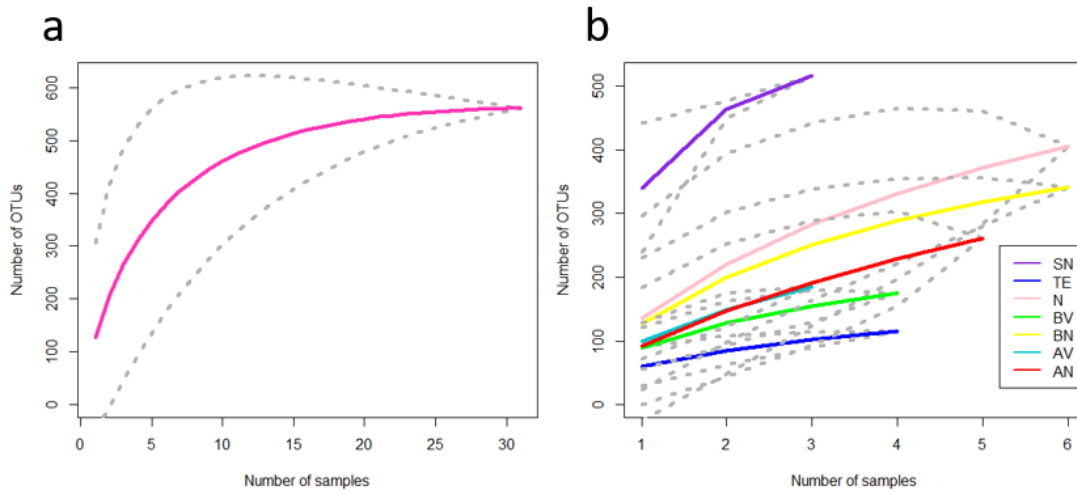 a
b
Number of OTUs
600
500
400
300
200
100
0
0 5 10 15 20 25 30
Number of samples
Number of OTUs
500
400
300
200
100
0
1 2 3 4 5 6
Number of samples
SN
TE
N
BV
BN
AV
AN